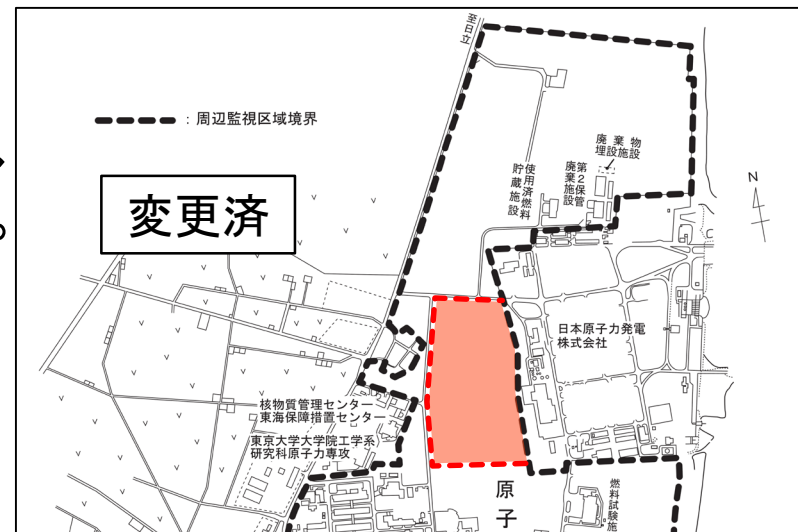 至日立
：周辺監視区域境界
変更済
廃棄物
埋設施設
第2保管
廃棄施設
使用済燃料
貯蔵施設
N
日本原子力発電
株式会社
核物質管理センター
東海保障措置センター
東京大学大学院工学系
研究科原子力専攻
原子
燃料試験施